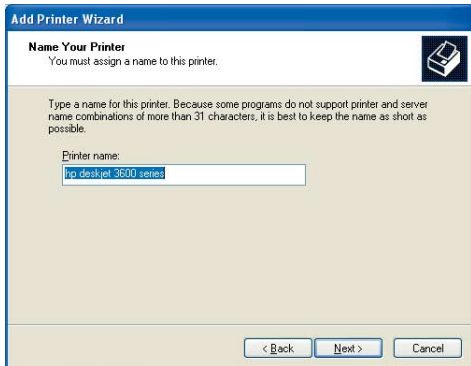 Add Printer Wizard
Name Your Printer
You must assign a name to this printer.
Type a name for this printer. Because some programs do not support printer and server
name combinations of more than 31 characters, it is best to keep the name as short as
possible.
Printer name:
hp deskjet 3600 series
< Back Next > Cancel